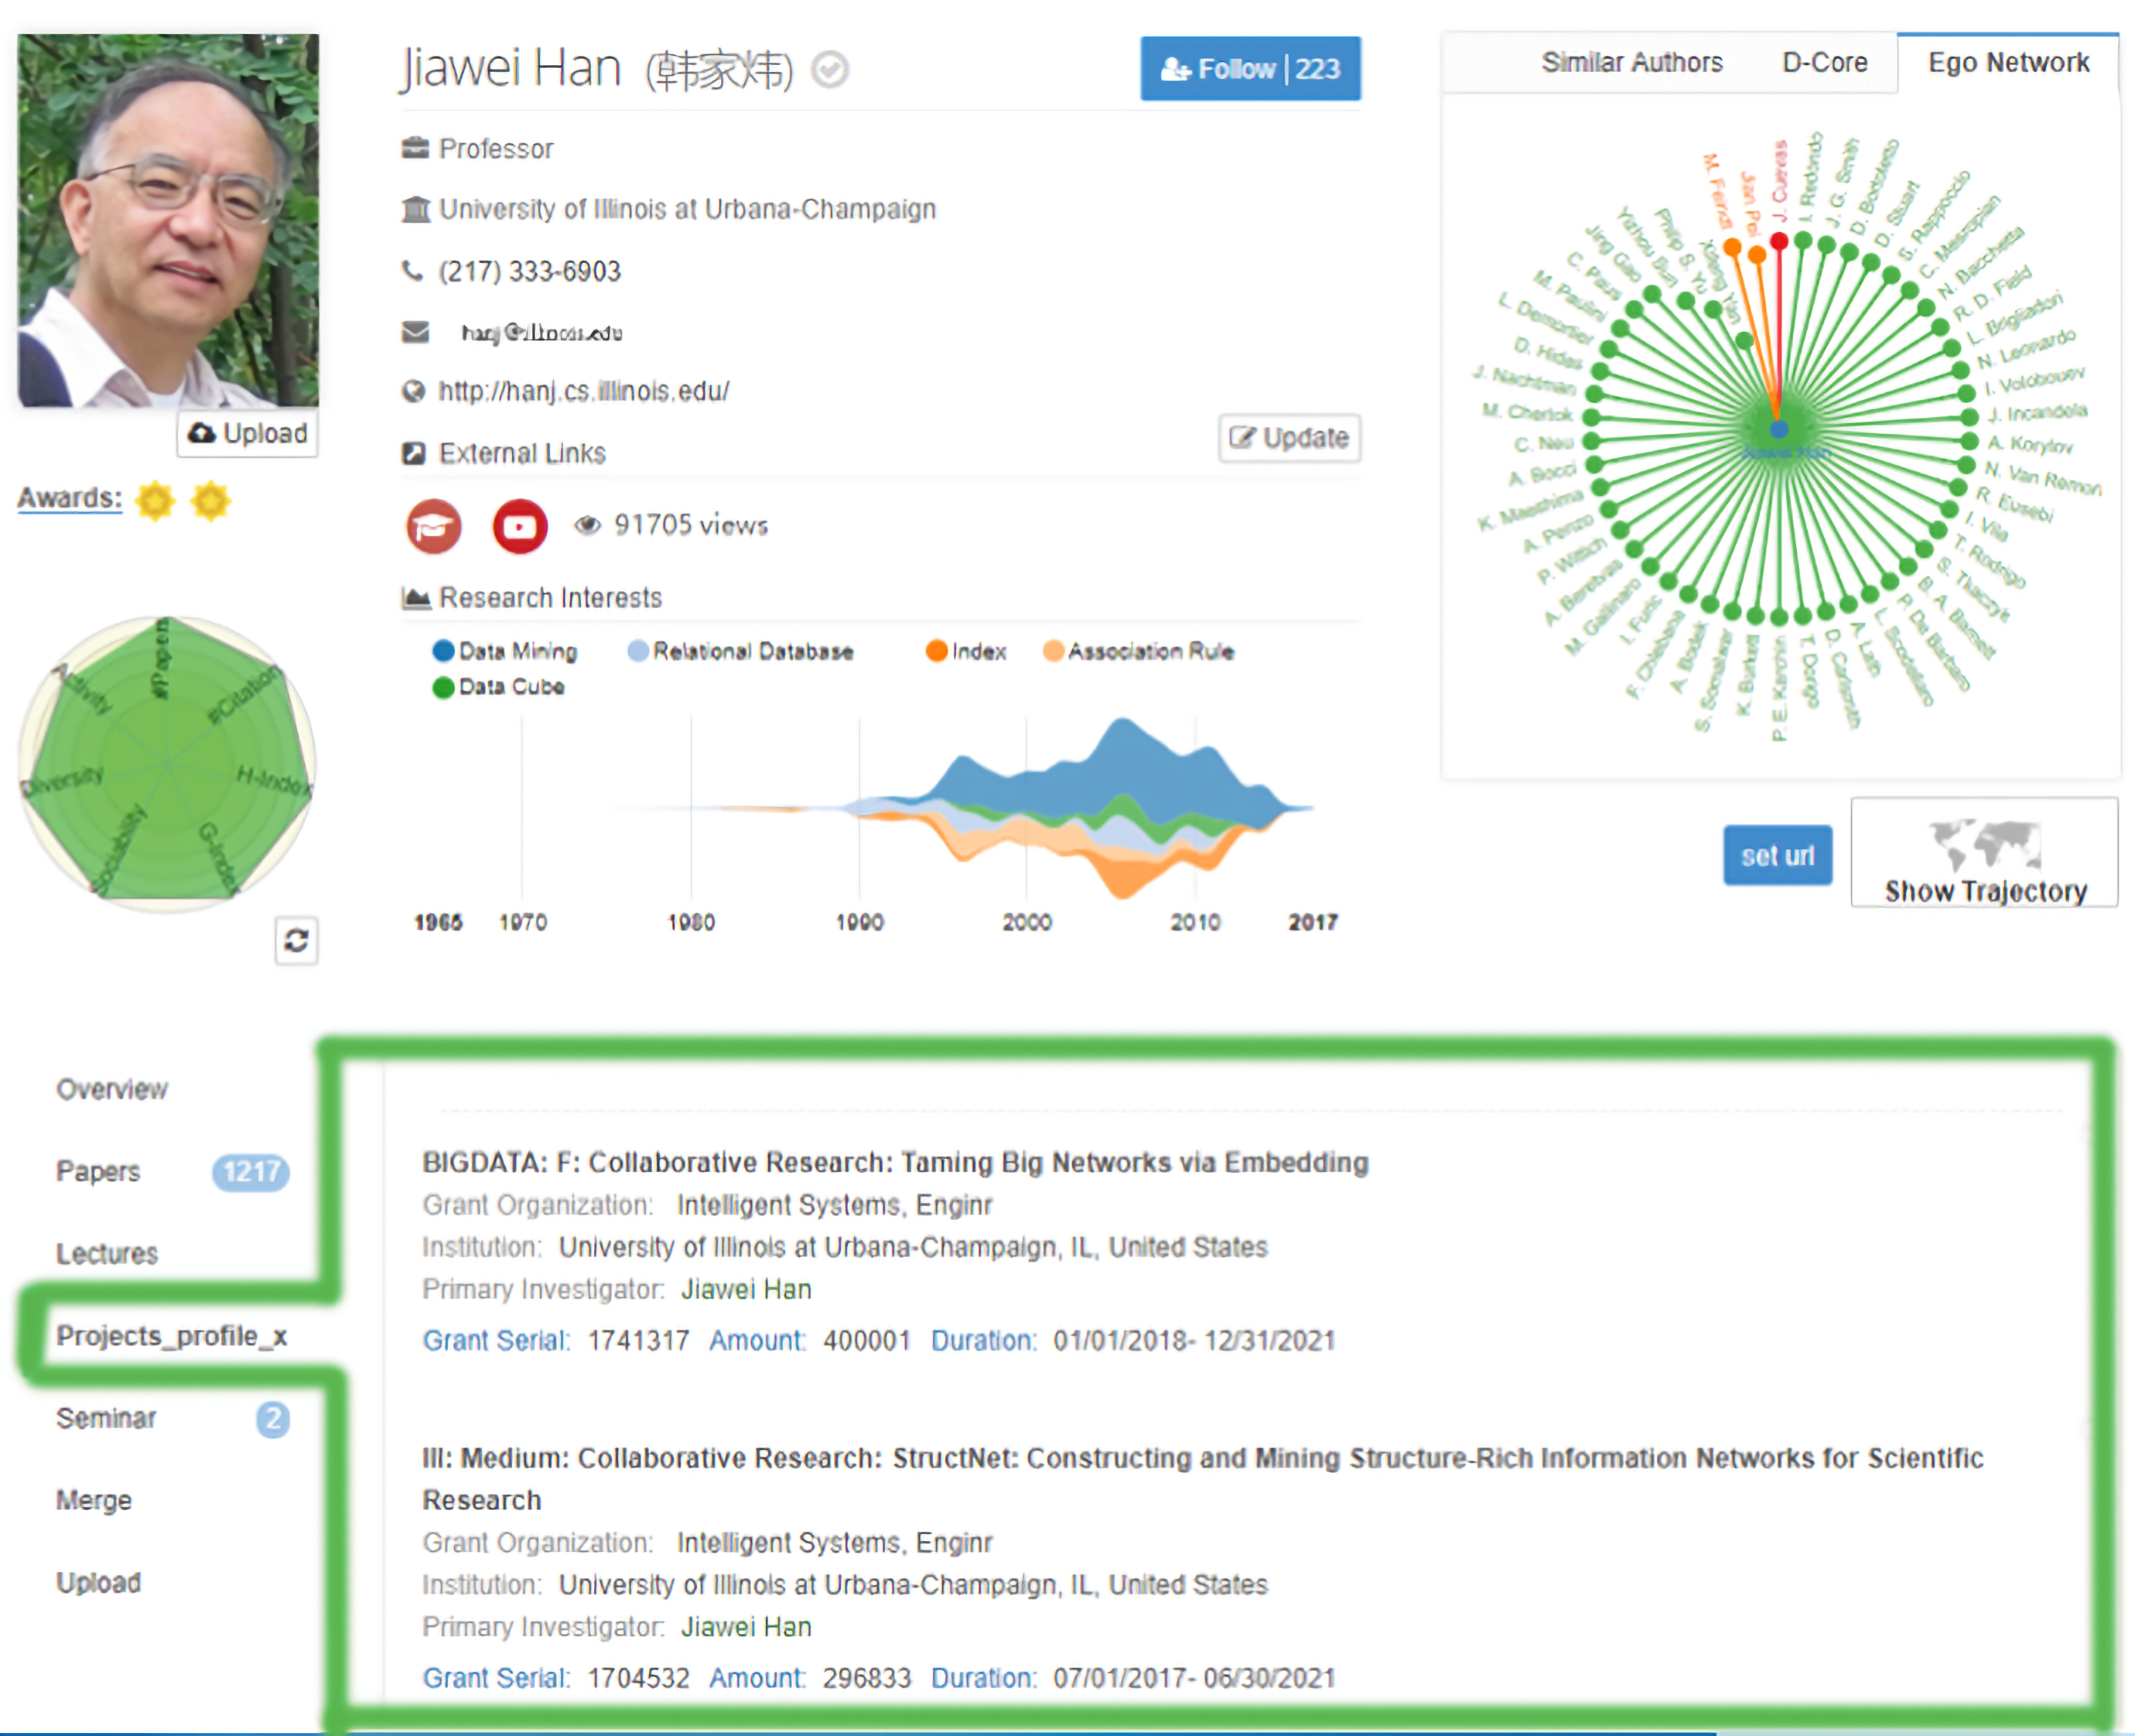 Jiawei Han (韩家炜)
Follow | 223
Professor
University of Illinois at Urbana-Champaign
(217) 333-6903
hanj@illinois.edu
http://hanj.cs.illinois.edu/
External Links
Update
Upload
Awards:
91705 views
Research Interests
Data Mining
Relational Database
Index
Association Rule
Data Cube
1965 1970 1980 1990 2000 2010 2017
#Papers
#Citation
H-Index
G-Index
Sociability
Diversity
Activity
Similar Authors
D-Core
Ego Network
M. Feindt
Jian Pei
J. Cuevas
I. Redondo
J. G. Smith
D. Bortoletto
D. Stuart
S. Rappoccio
C. Mesropian
N. Bacchetta
R. D. Field
L. Brigliadori
N. Leonardo
I. Volobouev
J. Incandela
A. Korytov
N. Van Remon
R. Eusebi
I. Vila
T. Rodrigo
S. Tkaczyk
B. A. Barnett
P. De Barbaro
L. Scodellaro
A. Lath
D. Carlsmith
T. Dorigo
P. E. Karchin
K. Burkett
S. Somalwar
A. Bodek
F. Chlebana
I. Furic
M. Gallinaro
A. Beretvas
P. Wittich
A. Penzo
K. Maeshima
A. Bocci
C. Neu
M. Chertok
J. Nachtman
D. Hidas
L. Demortier
M. Paulini
C. Paus
Jing Gao
Yizhou Sun
Philip S. Yu
Xifeng Yan
Jiawei Han
set url
Show Trajectory
Overview
Papers 1217
Lectures
Projects_profile_x
Seminar 2
Merge
Upload
BIGDATA: F: Collaborative Research: Taming Big Networks via Embedding
Grant Organization: Intelligent Systems, Enginr
Institution: University of Illinois at Urbana-Champaign, IL, United States
Primary Investigator: Jiawei Han
Grant Serial: 1741317 Amount: 400001 Duration: 01/01/2018- 12/31/2021
III: Medium: Collaborative Research: StructNet: Constructing and Mining Structure-Rich Information Networks for Scientific
Research
Grant Organization: Intelligent Systems, Enginr
Institution: University of Illinois at Urbana-Champaign, IL, United States
Primary Investigator: Jiawei Han
Grant Serial: 1704532 Amount: 296833 Duration: 07/01/2017- 06/30/2021